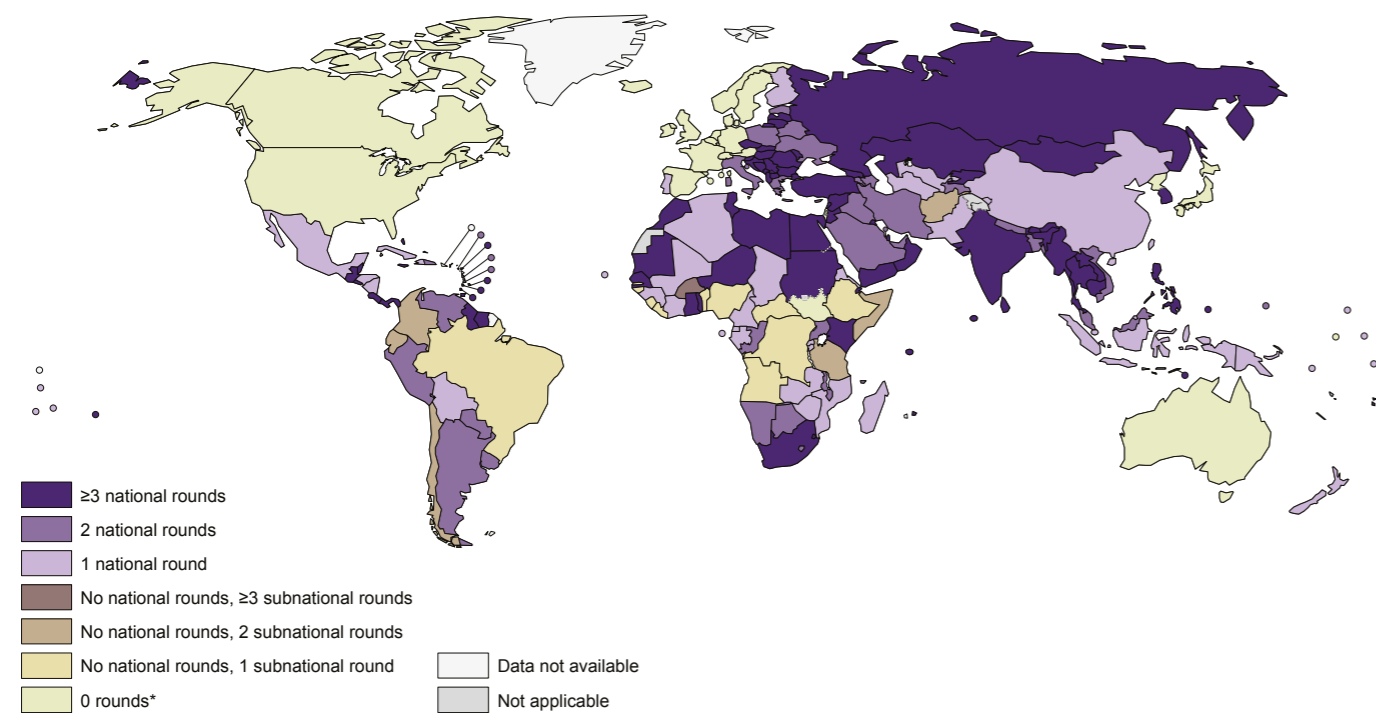 ≥3 national rounds
2 national rounds
1 national round
No national rounds, ≥3 subnational rounds
No national rounds, 2 subnational rounds
No national rounds, 1 subnational round
0 rounds*
Data not available
Not applicable